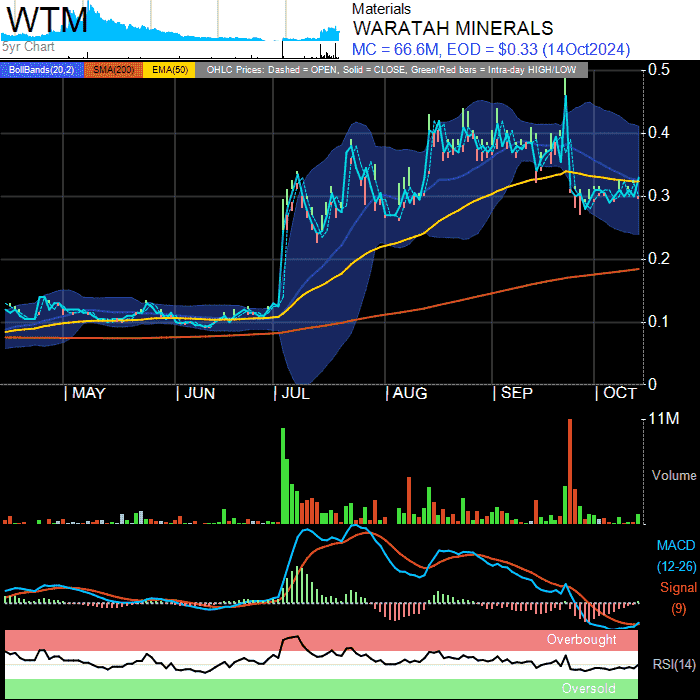 WTM
5yr Chart
Materials
WARATAH MINERALS
MC = 66.6M, EOD = $0.33 (14Oct2024)
BollBands(20,2) SMA(200) EMA(50) OHLC Prices: Dashed = OPEN, Solid = CLOSE, Green/Red bars = Intra-day HIGH/LOW
0.5
0.4
0.3
0.2
0.1
0
| MAY | JUN | JUL | AUG | SEP | OCT
11M
Volume
MACD
(12-26)
Signal
(9)
Overbought
RSI(14)
Oversold